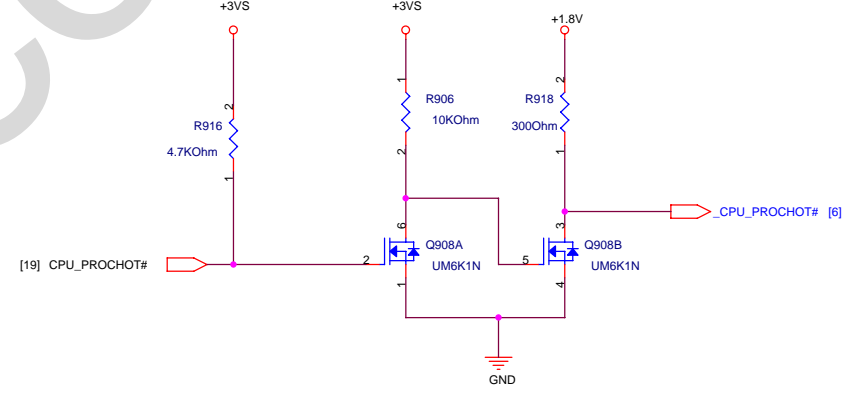 +3VS
+3VS
+1.8V
2
R916
4.7KOhm
1
1
R906
10KOhm
2
2
R918
300Ohm
1
_CPU_PROCHOT# [6]
[19] CPU_PROCHOT#
2
6
Q908A
UM6K1N
1
5
3
Q908B
UM6K1N
4
GND